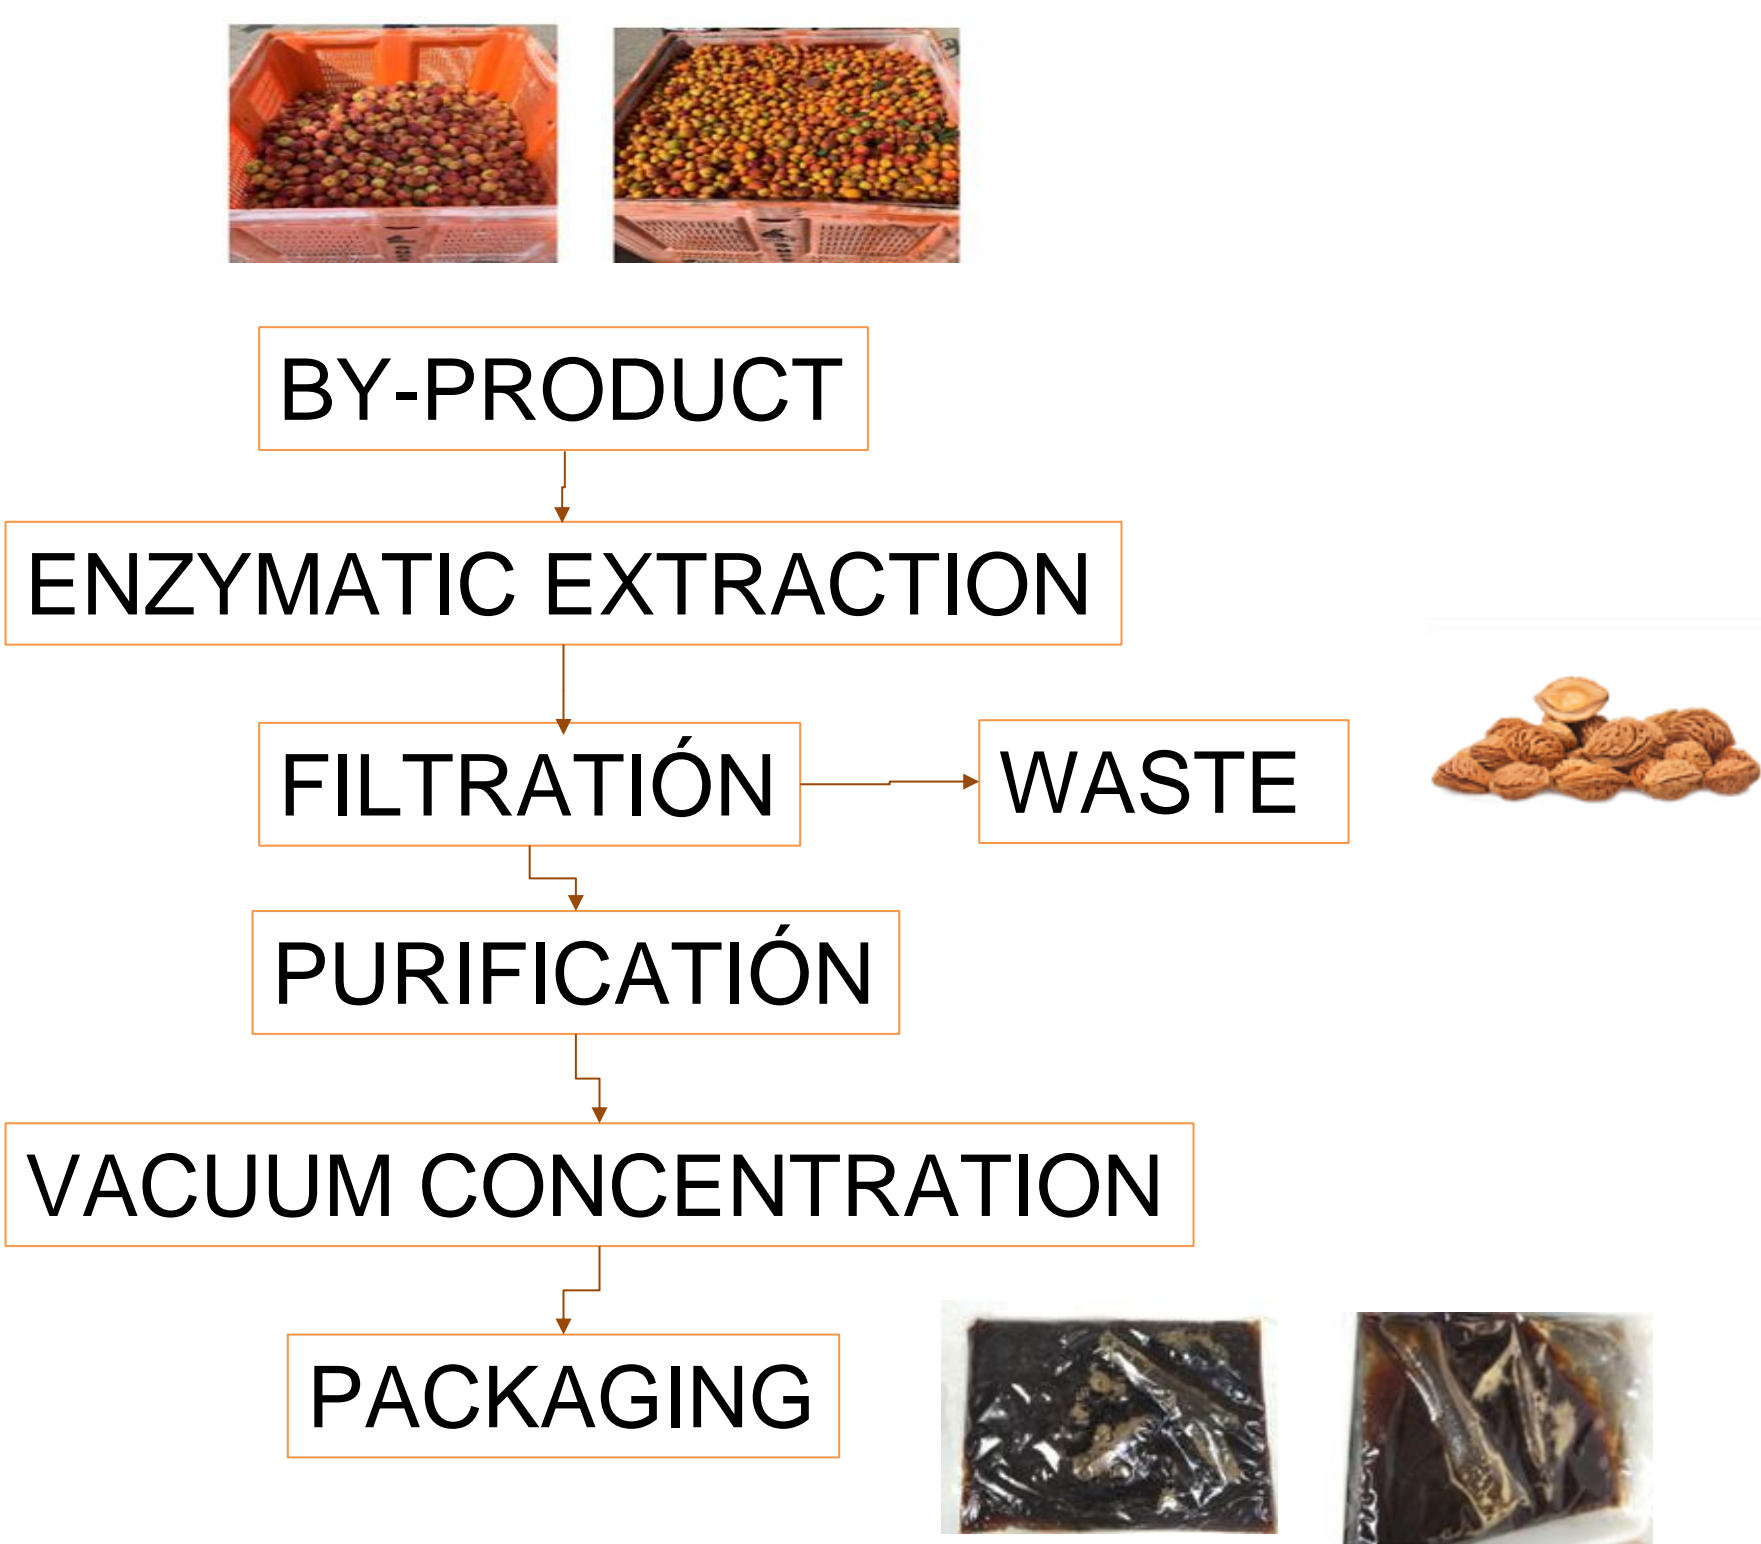 BY-PRODUCT
ENZYMATIC EXTRACTION
FILTRATIÓN
WASTE
PURIFICATIÓN
VACUUM CONCENTRATION
PACKAGING